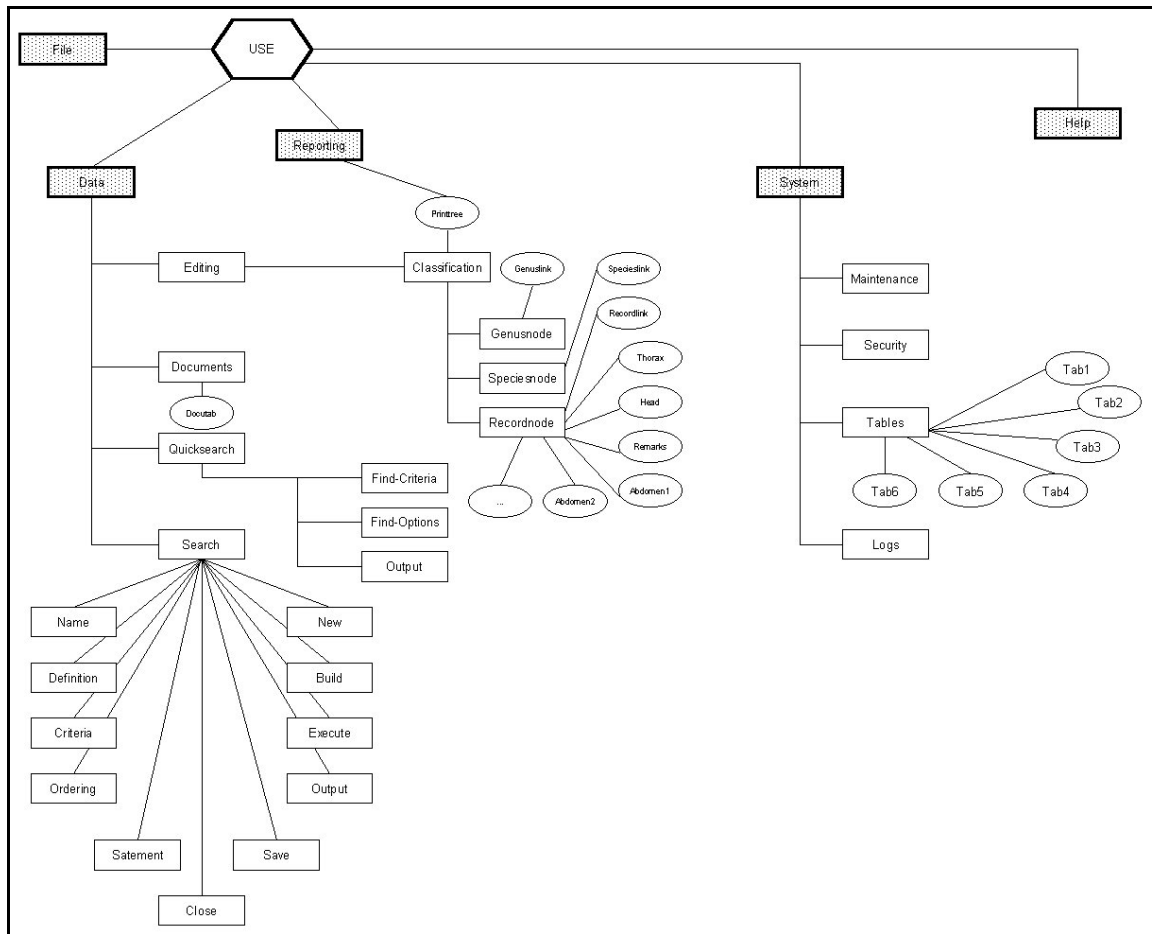 File
USE
Help
Reporting
Data
System
Printtree
Editing
Classification
Genuslink
Specieslink
Maintenance
Recordlink
Genusnode
Security
Documents
Speciesnode
Thorax
Tab1
Docutab
Recordnode
Head
Tables
Tab2
Quicksearch
Remarks
Tab3
Find-Criteria
...
Abdomen2
Abdomen1
Tab6
Tab5
Tab4
Find-Options
Search
Logs
Output
Name
New
Definition
Build
Criteria
Execute
Ordering
Output
Satement
Save
Close